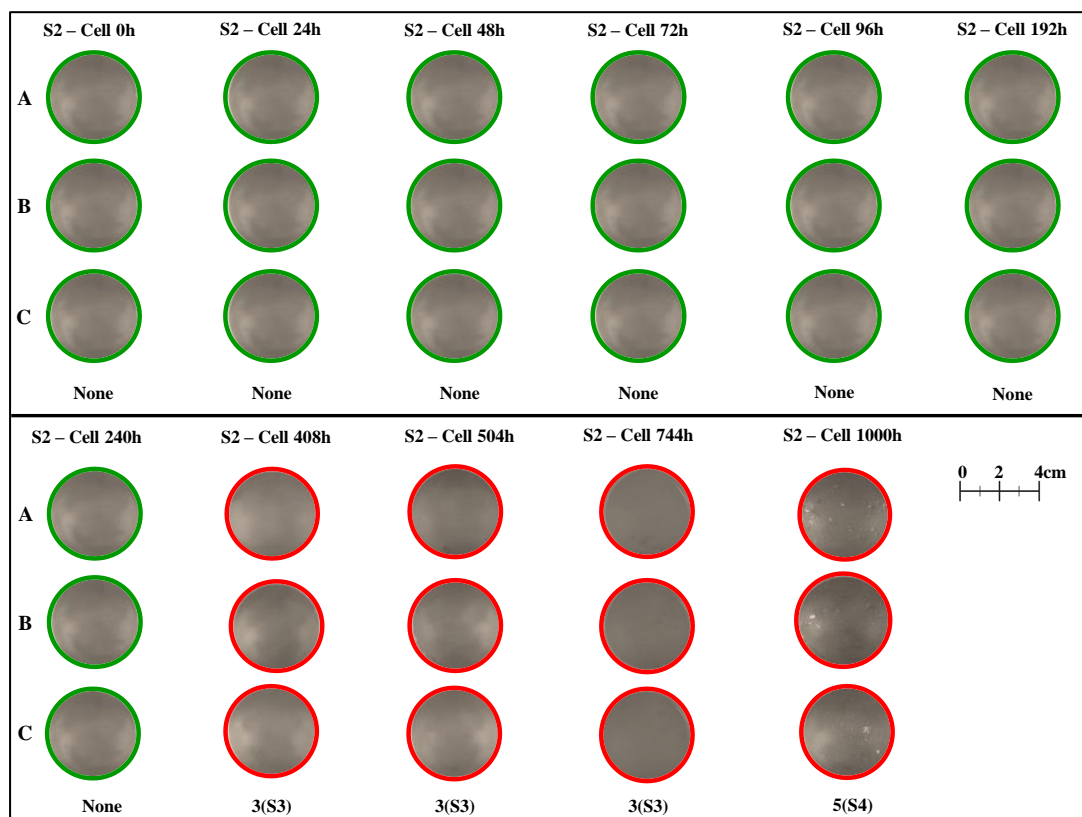 S2 – Cell 0h S2 – Cell 24h S2 – Cell 48h S2 – Cell 72h S2 – Cell 96h S2 – Cell 192h
A
B
C
None None None None None None
S2 – Cell 240h S2 – Cell 408h S2 – Cell 504h S2 – Cell 744h S2 – Cell 1000h
0 2 4cm
A
B
C
None 3(S3) 3(S3) 3(S3) 5(S4)